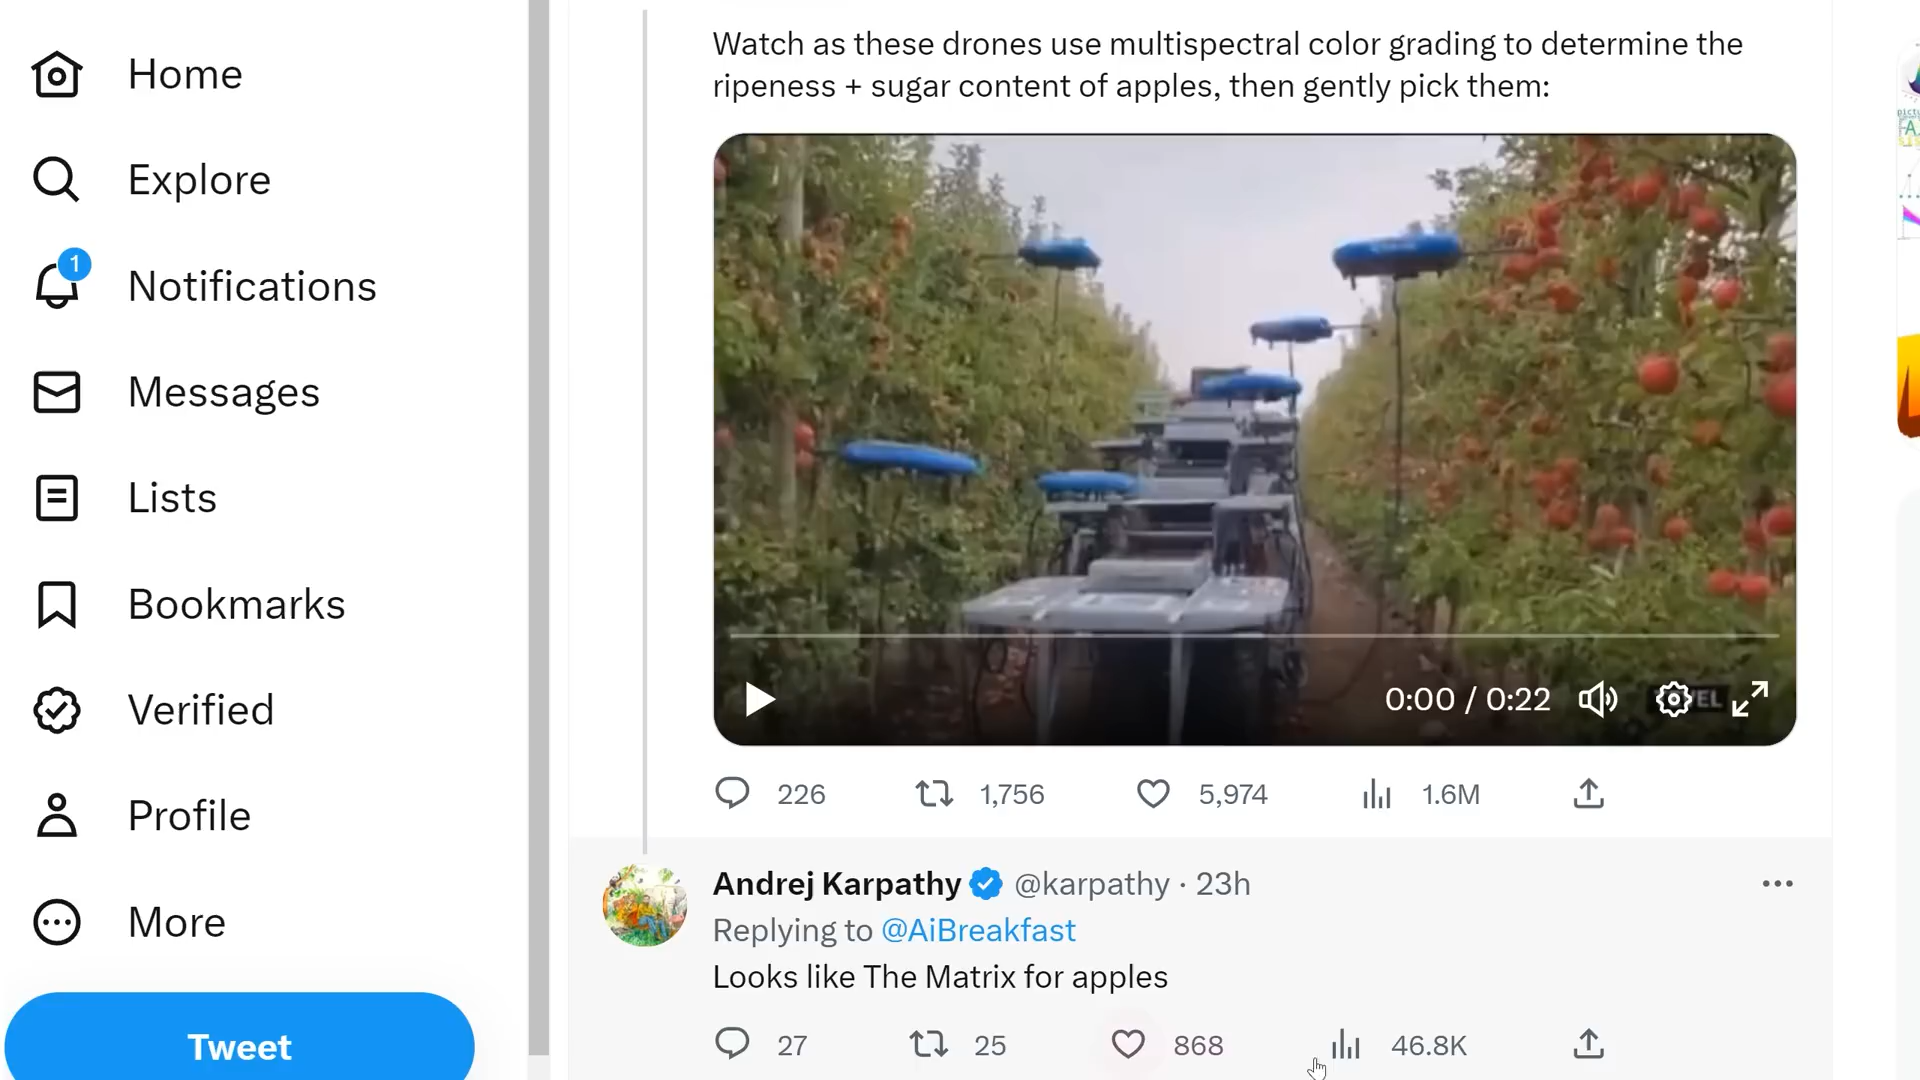 Home
Explore
1
Notifications
Messages
Lists
Bookmarks
Verified
Profile
More
Tweet
Watch as these drones use multispectral color grading to determine the
ripeness + sugar content of apples, then gently pick them:
0:00 / 0:22
226
1,756
5,974
1.6M
Andrej Karpathy @karpathy · 23h
Replying to @AiBreakfast
Looks like The Matrix for apples
27
25
868
46.8K